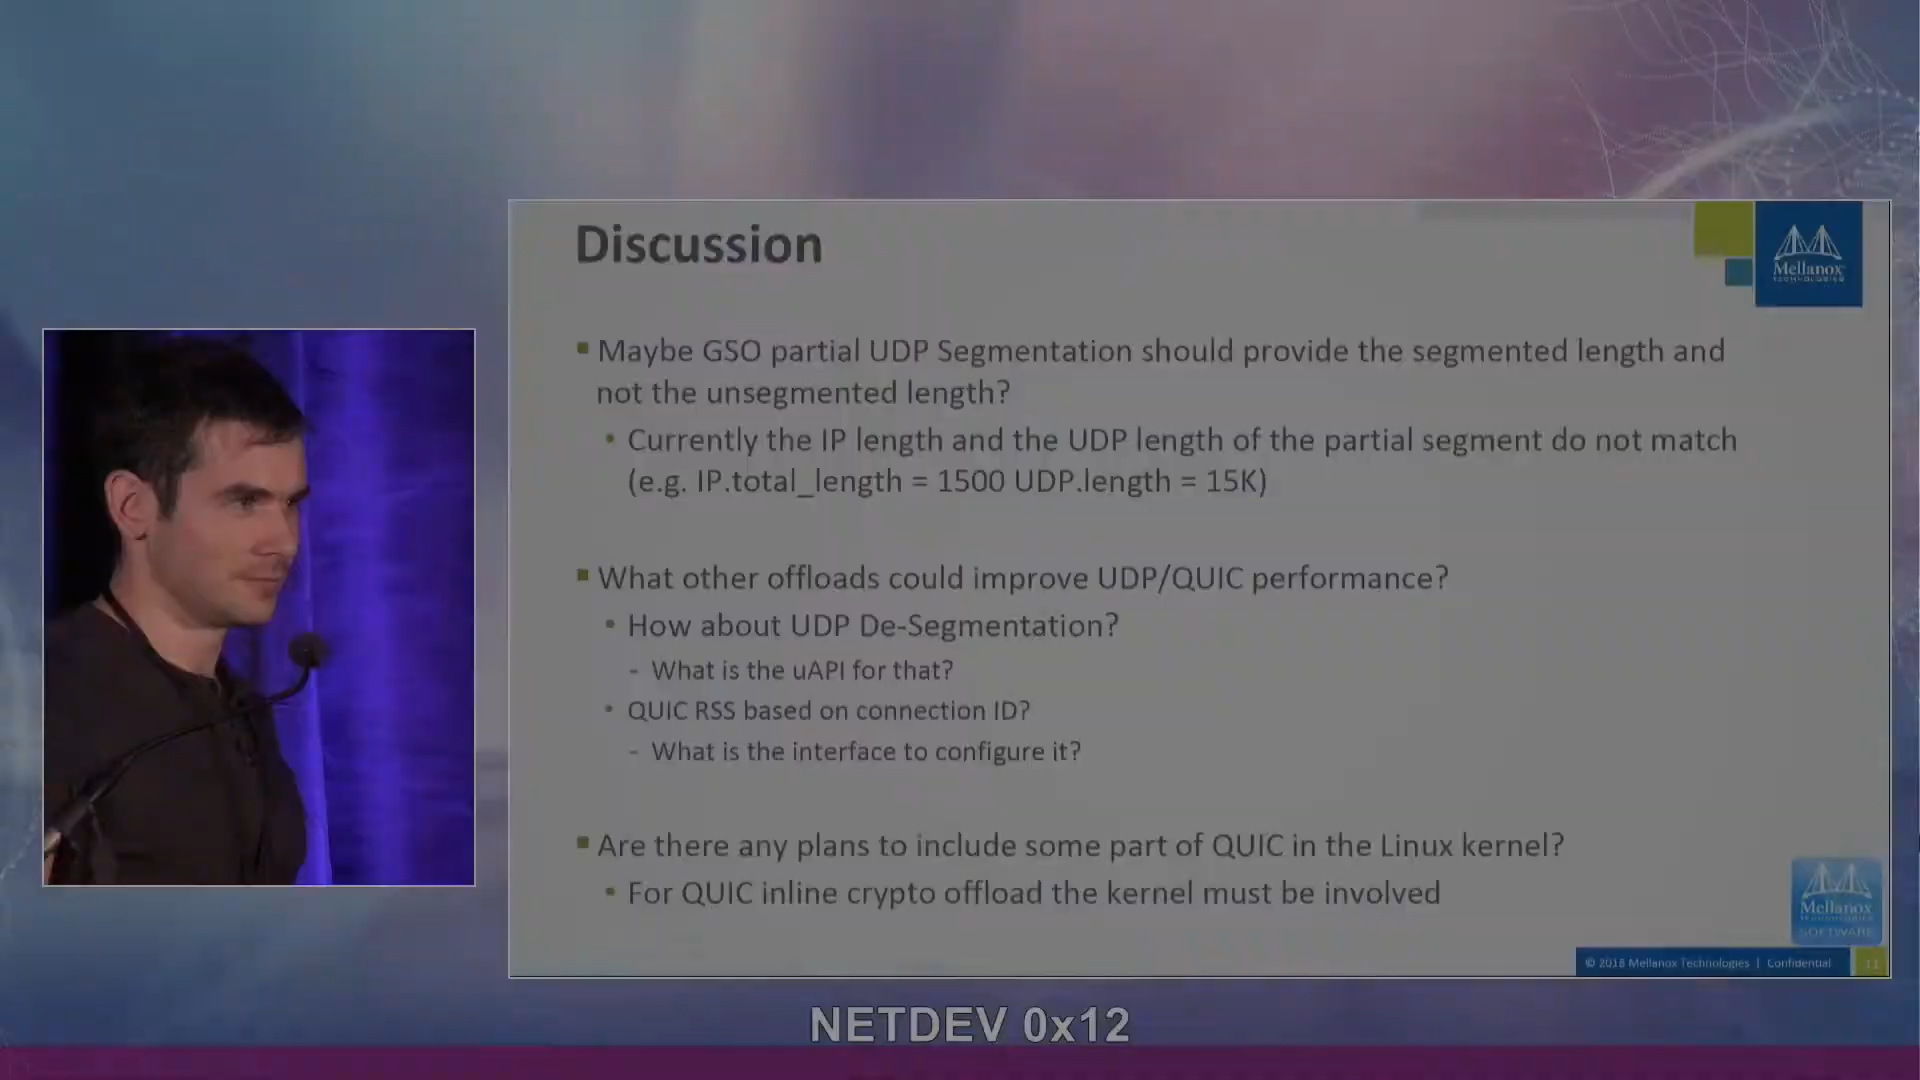 Discussion
Mellanox
TECHNOLOGIES
▪ Maybe GSO partial UDP Segmentation should provide the segmented length and
not the unsegmented length?
• Currently the IP length and the UDP length of the partial segment do not match
(e.g. IP.total_length = 1500 UDP.length = 15K)
▪ What other offloads could improve UDP/QUIC performance?
• How about UDP De-Segmentation?
- What is the uAPI for that?
• QUIC RSS based on connection ID?
- What is the interface to configure it?
▪ Are there any plans to include some part of QUIC in the Linux kernel?
• For QUIC inline crypto offload the kernel must be involved
Mellanox
TECHNOLOGIES
SOFTWARE
© 2018 Mellanox Technologies | Confidential
11
NETDEV 0x12